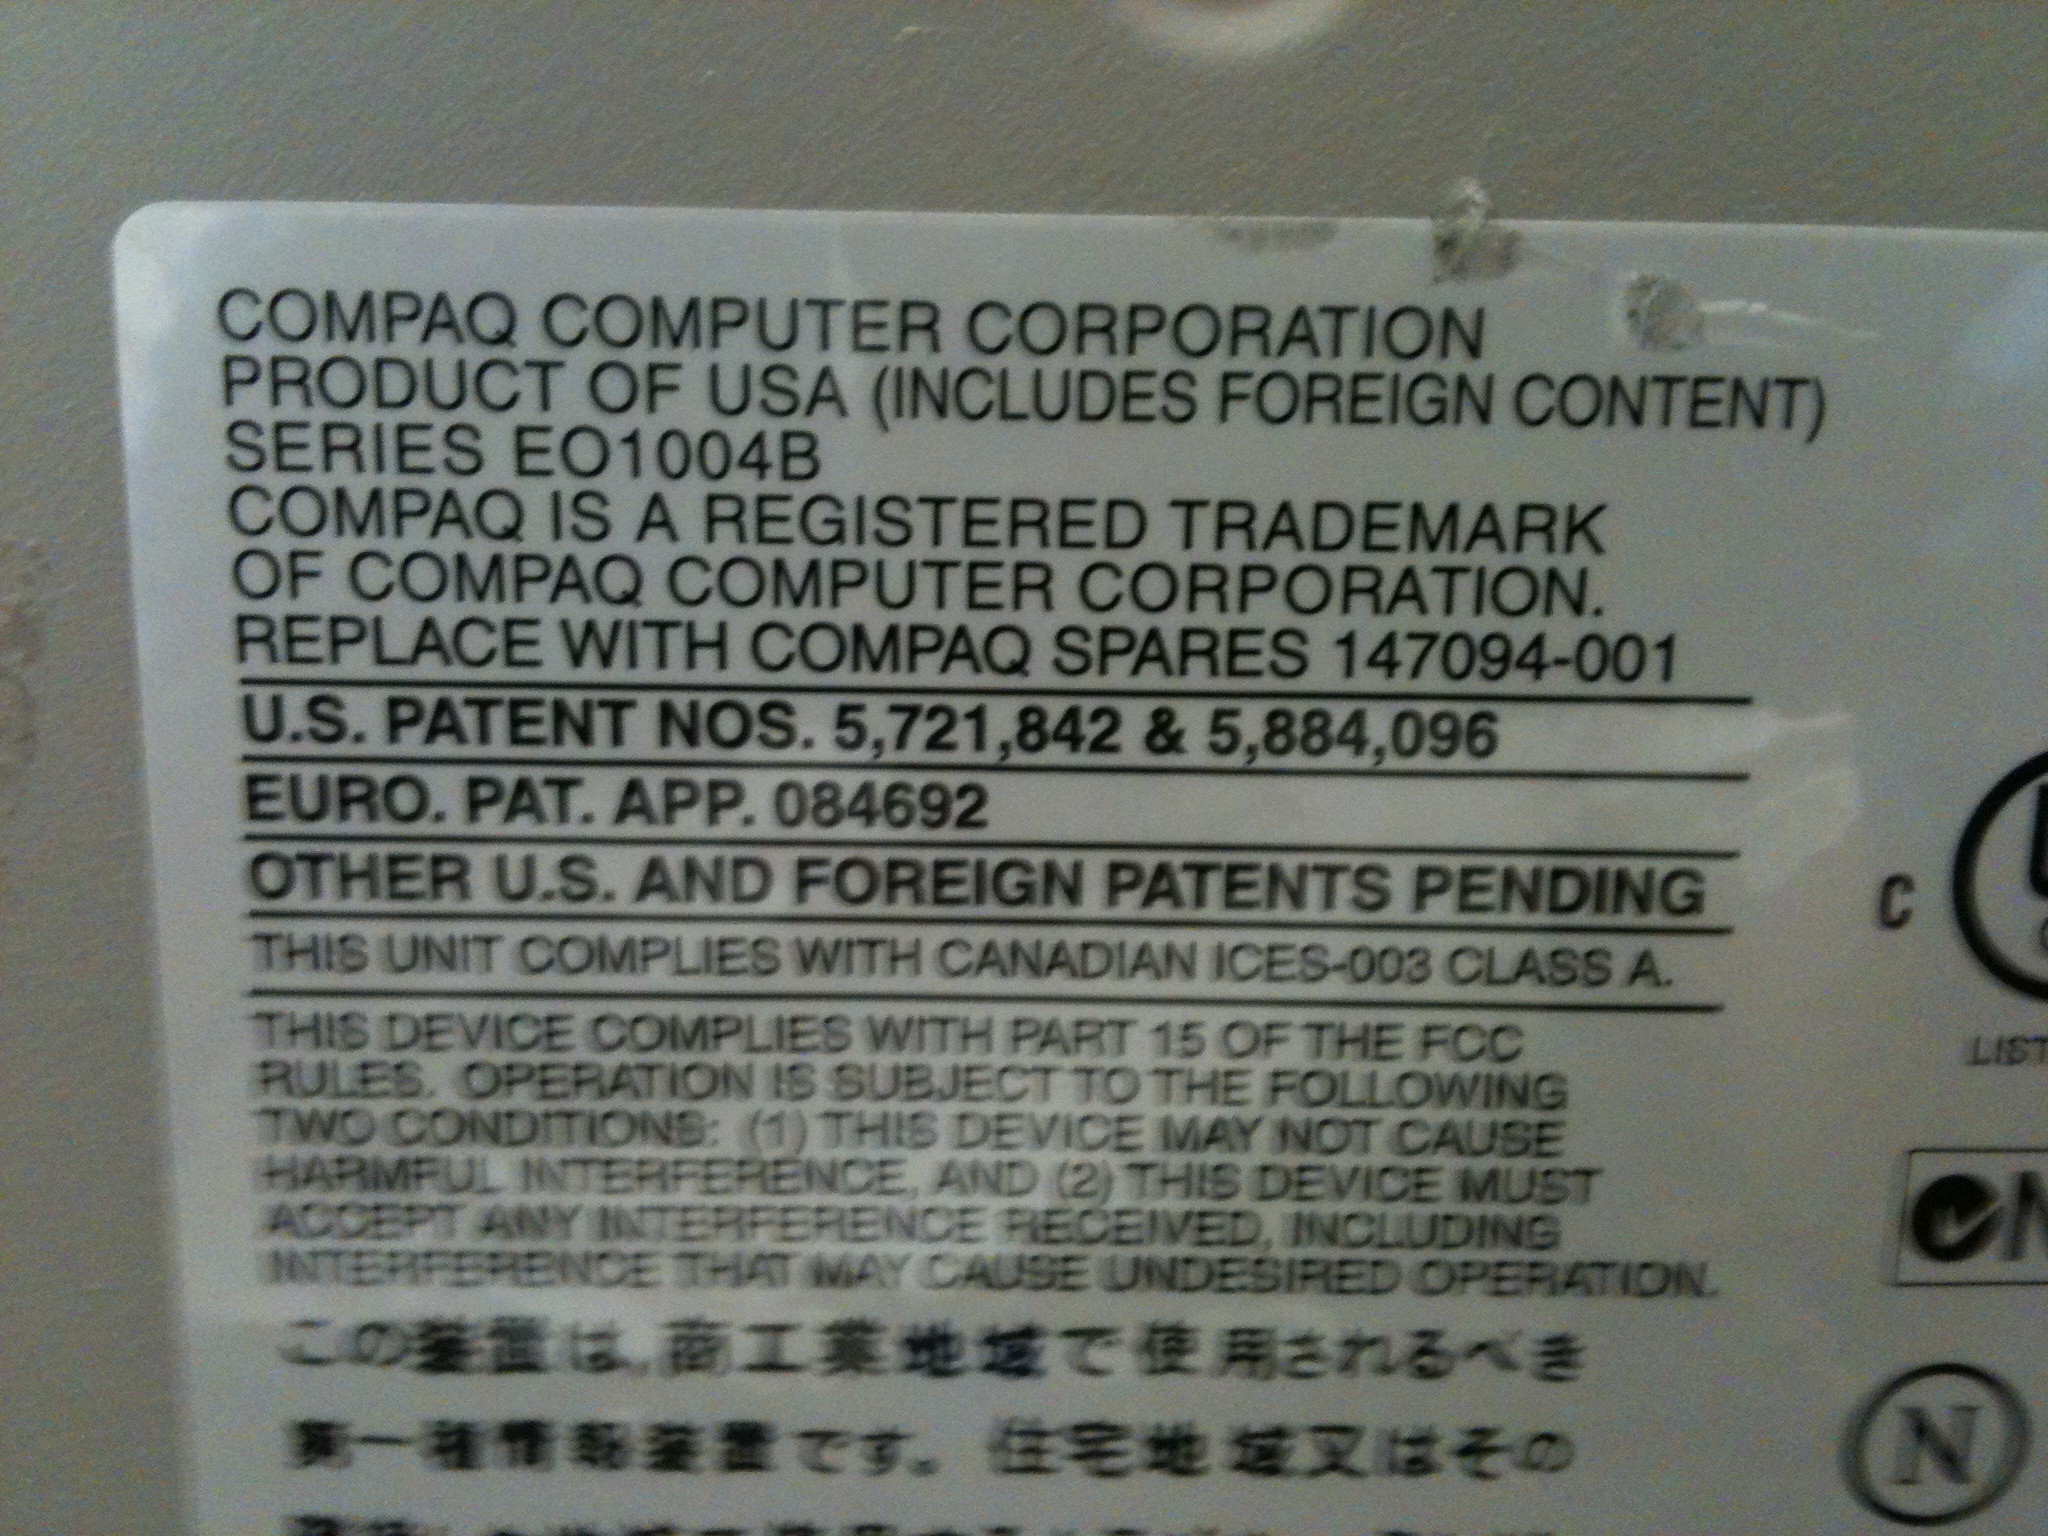 COMPAQ COMPUTER CORPORATION
PRODUCT OF USA (INCLUDES FOREIGN CONTENT)
SERIES EO1004B
COMPAQ IS A REGISTERED TRADEMARK
OF COMPAQ COMPUTER CORPORATION.
REPLACE WITH COMPAQ SPARES 147094-001
U.S. PATENT NOS. 5,721,842 & 5,884,096
EURO. PAT. APP. 084692
OTHER U.S. AND FOREIGN PATENTS PENDING
C
THIS UNIT COMPLIES WITH CANADIAN ICES-003 CLASS A.
THIS DEVICE COMPLIES WITH PART 15 OF THE FCC
LIST
RULES. OPERATION IS SUBJECT TO THE FOLLOWING
TWO CONDITIONS: (1) THIS DEVICE MAY NOT CAUSE
HARMFUL INTERFERENCE, AND (2) THIS DEVICE MUST
ACCEPT ANY INTERFERENCE RECEIVED, INCLUDING
N
INTERFERENCE THAT MAY CAUSE UNDESIRED OPERATION.
この装置は、商工業地域で使用されるべき
第一種情報装置です。住宅地域又はその
N